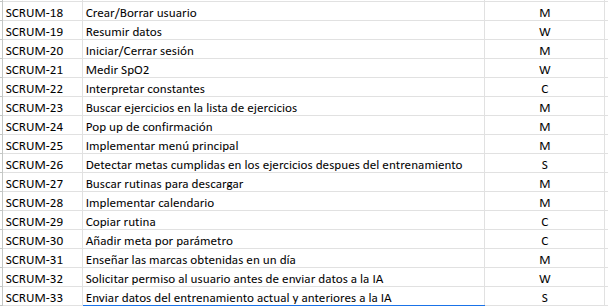 SCRUM-18 Crear/Borrar usuario M
SCRUM-19 Resumir datos W
SCRUM-20 Iniciar/Cerrar sesión M
SCRUM-21 Medir SpO2 W
SCRUM-22 Interpretar constantes C
SCRUM-23 Buscar ejercicios en la lista de ejercicios M
SCRUM-24 Pop up de confirmación M
SCRUM-25 Implementar menú principal M
SCRUM-26 Detectar metas cumplidas en los ejercicios despues del entrenamiento S
SCRUM-27 Buscar rutinas para descargar M
SCRUM-28 Implementar calendario M
SCRUM-29 Copiar rutina C
SCRUM-30 Añadir meta por parámetro C
SCRUM-31 Enseñar las marcas obtenidas en un día M
SCRUM-32 Solicitar permiso al usuario antes de enviar datos a la IA W
SCRUM-33 Enviar datos del entrenamiento actual y anteriores a la IA S